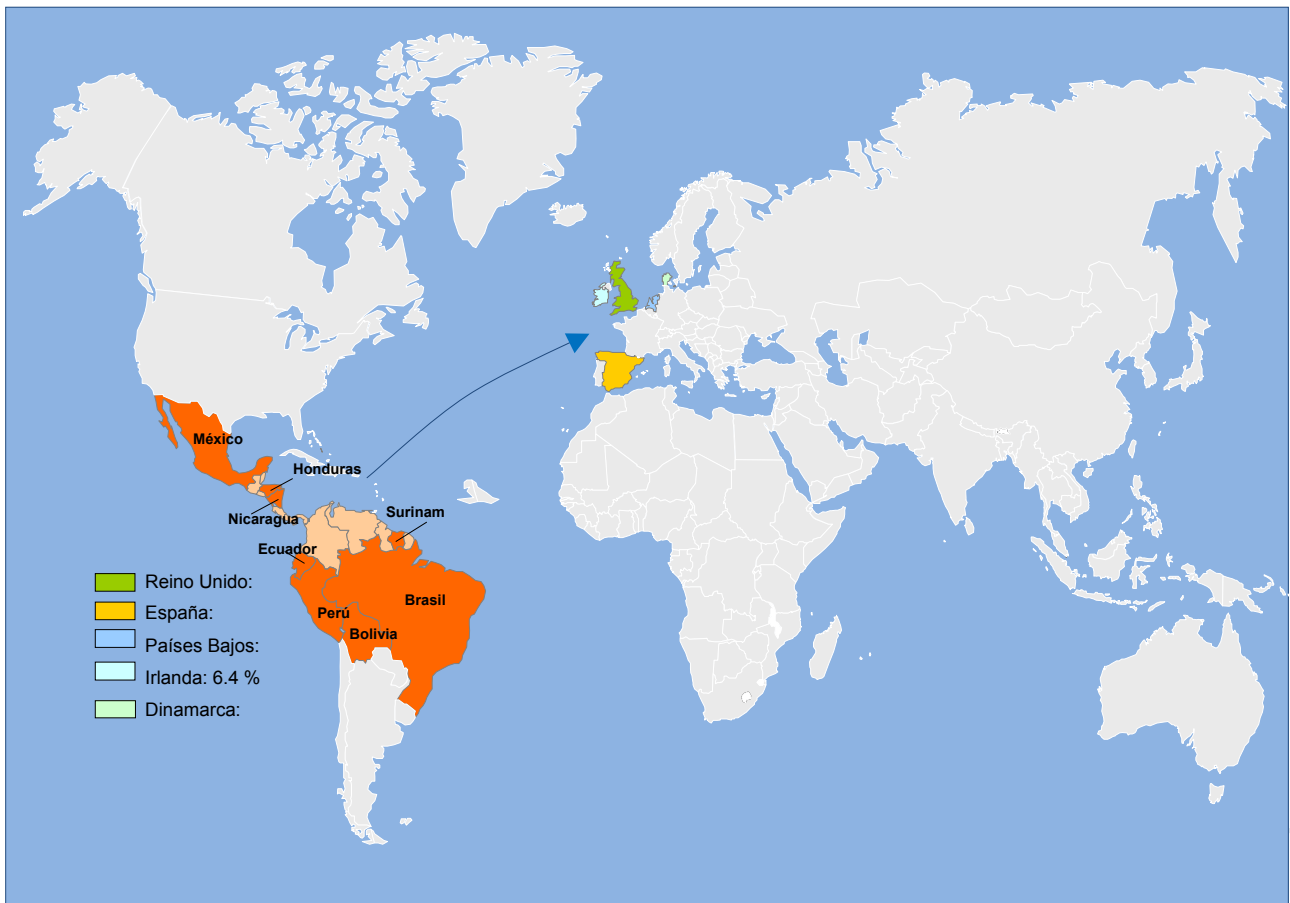 México
Honduras
Nicaragua
Surinam
Ecuador
Brasil
Perú
Bolivia
Reino Unido:
España:
Países Bajos:
Irlanda: 6.4 %
Dinamarca: